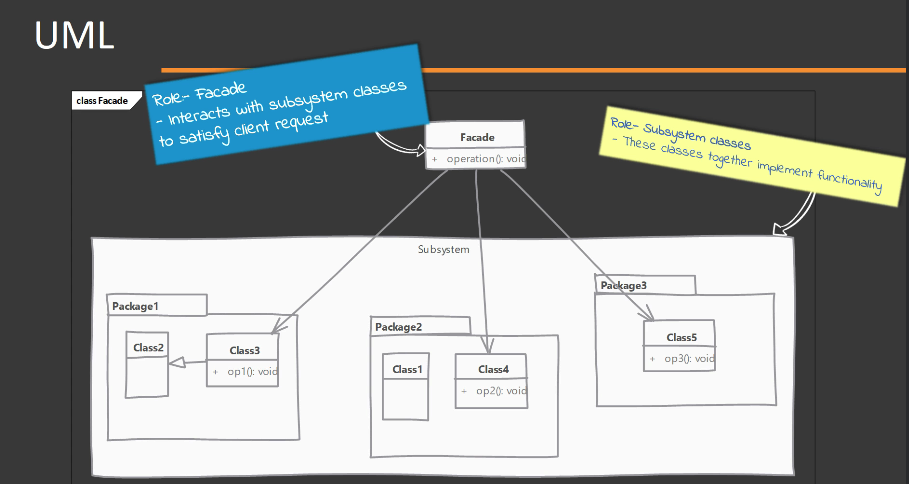 UML
class Facade
Role:- Facade
- Interacts with subsystem classes
to satisfy client request
Facade
+ operation(): void
Role:- Subsystem classes
- These classes together implement functionality
Subsystem
Package1
Class2
Class3
+ op1(): void
Package2
Class1
Class4
+ op2(): void
Package3
Class5
+ op3(): void